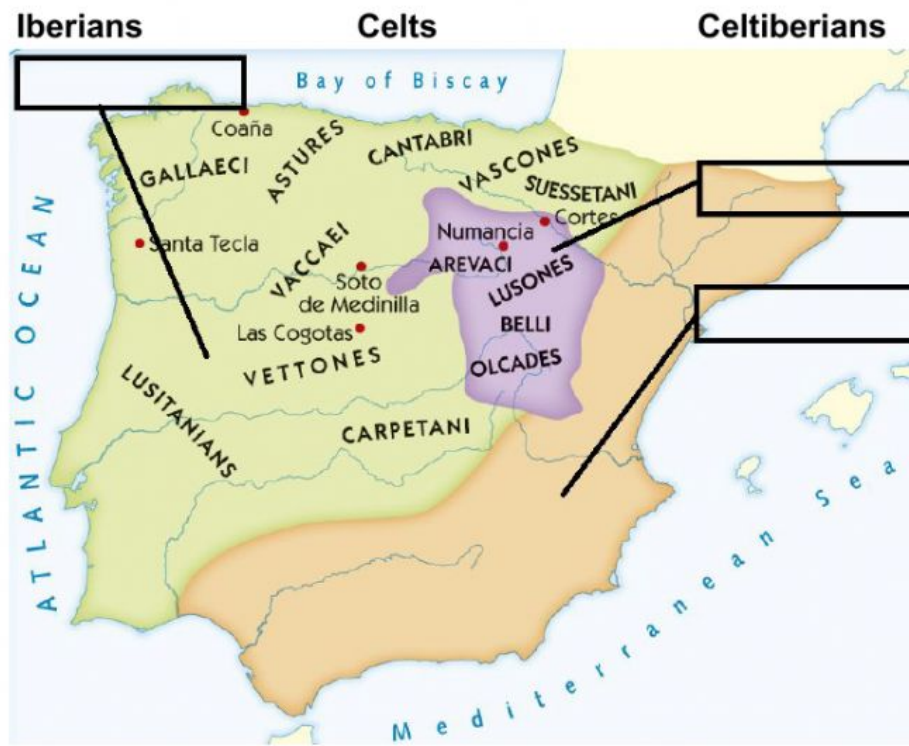 Iberians Celts Celtiberians
Bay of Biscay
Coaña
GALLAECI
ASTURES
CANTABRI
VASCONES
SUESSETANI
Cortes
Numancia
Santa Tecla
VACCAEI
AREVACI
LUSONES
Soto
de Medinilla
BELLI
Las Cogotas
VETTONES
OLCADES
LUSITANIANS
CARPETANI
ATLANTIC OCEAN
Mediterranean Sea